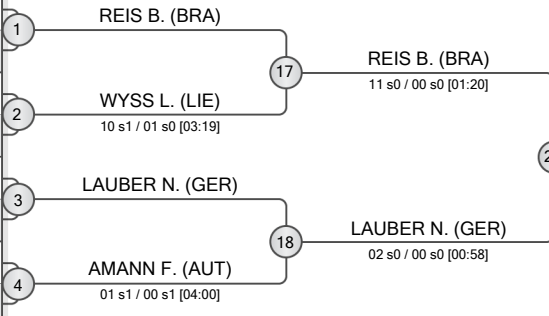 REIS B. (BRA)
1
17
REIS B. (BRA)
11 s0 / 00 s0 [01:20]
WYSS L. (LIE)
2
10 s1 / 01 s0 [03:19]
LAUBER N. (GER)
3
18
LAUBER N. (GER)
02 s0 / 00 s0 [00:58]
AMANN F. (AUT)
4
01 s1 / 00 s1 [04:00]